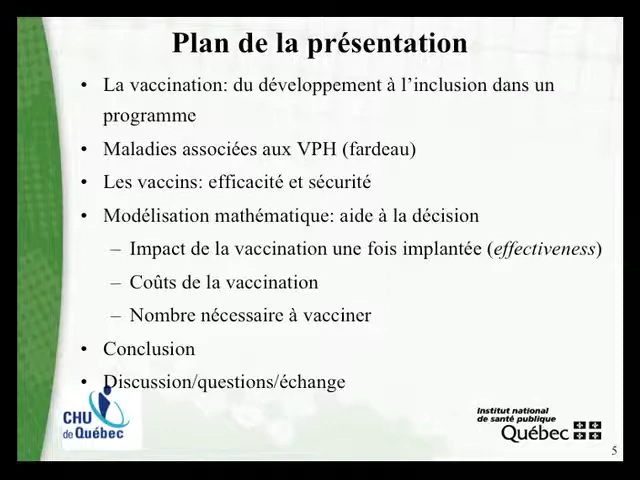 Plan de la présentation
• La vaccination: du développement à l’inclusion dans un
programme
• Maladies associées aux VPH (fardeau)
• Les vaccins: efficacité et sécurité
• Modélisation mathématique: aide à la décision
– Impact de la vaccination une fois implantée (effectiveness)
– Coûts de la vaccination
– Nombre nécessaire à vacciner
• Conclusion
• Discussion/questions/échange
CHU
de Québec
Institut national
de santé publique
Québec
5